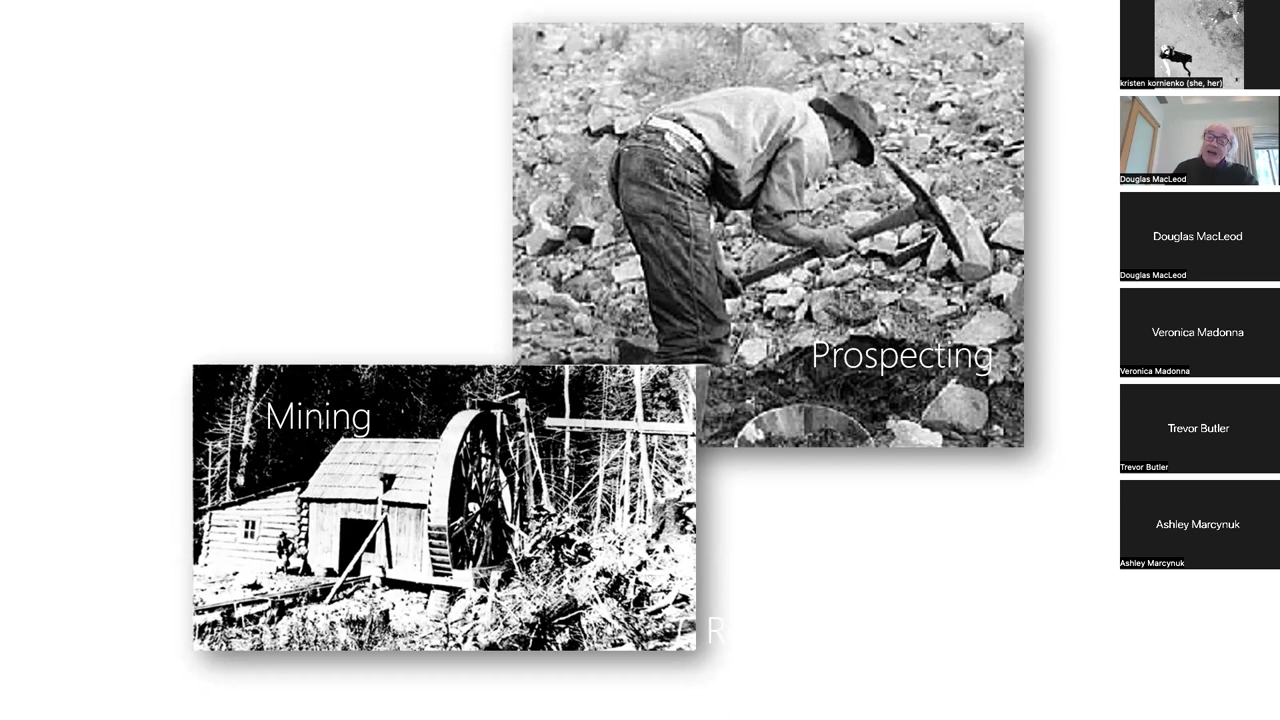 Prospecting
Mining
R
kristen kornienko (she, her)
Douglas MacLeod
Douglas MacLeod
Douglas MacLeod
Veronica Madonna
Veronica Madonna
Trevor Butler
Trevor Butler
Ashley Marcynuk
Ashley Marcynuk